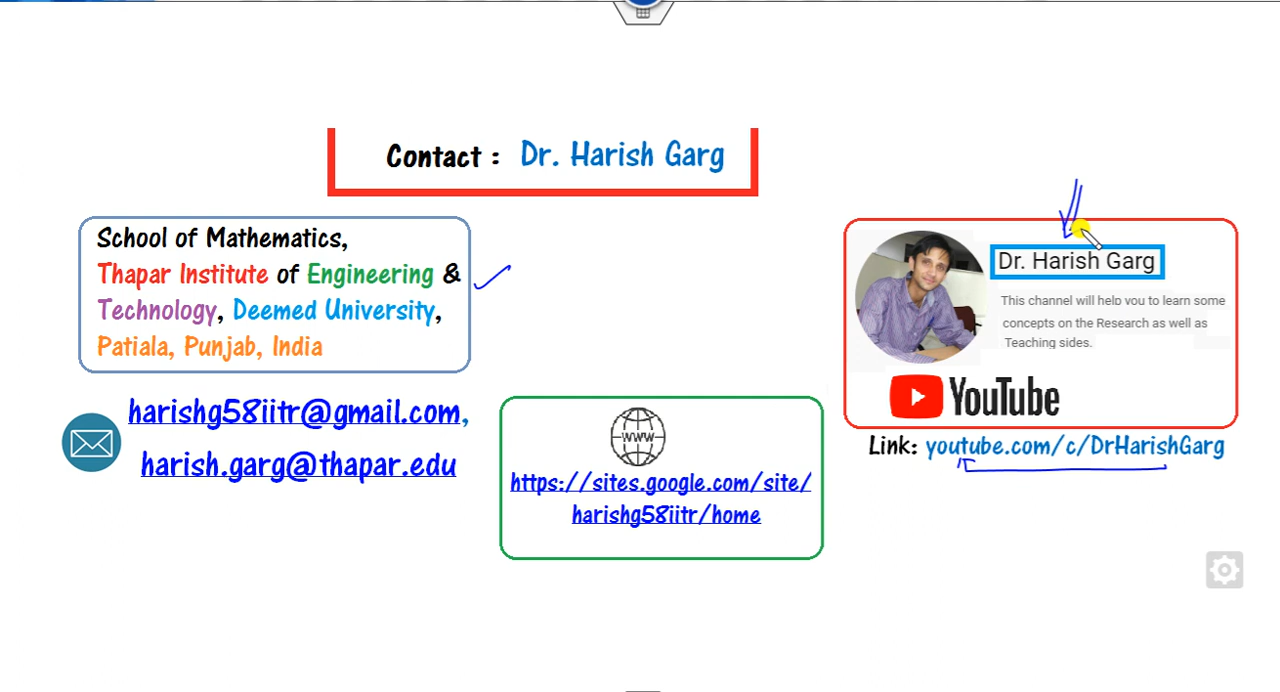 Contact : Dr. Harish Garg
School of Mathematics,
Thapar Institute of Engineering &
Technology, Deemed University,
Patiala, Punjab, India
harishg58iitr@gmail.com,
harish.garg@thapar.edu
www
https://sites.google.com/site/
harishg58iitr/home
Dr. Harish Garg
This channel will help you to learn some
concepts on the Research as well as
Teaching sides.
YouTube
Link: youtube.com/c/DrHarishGarg